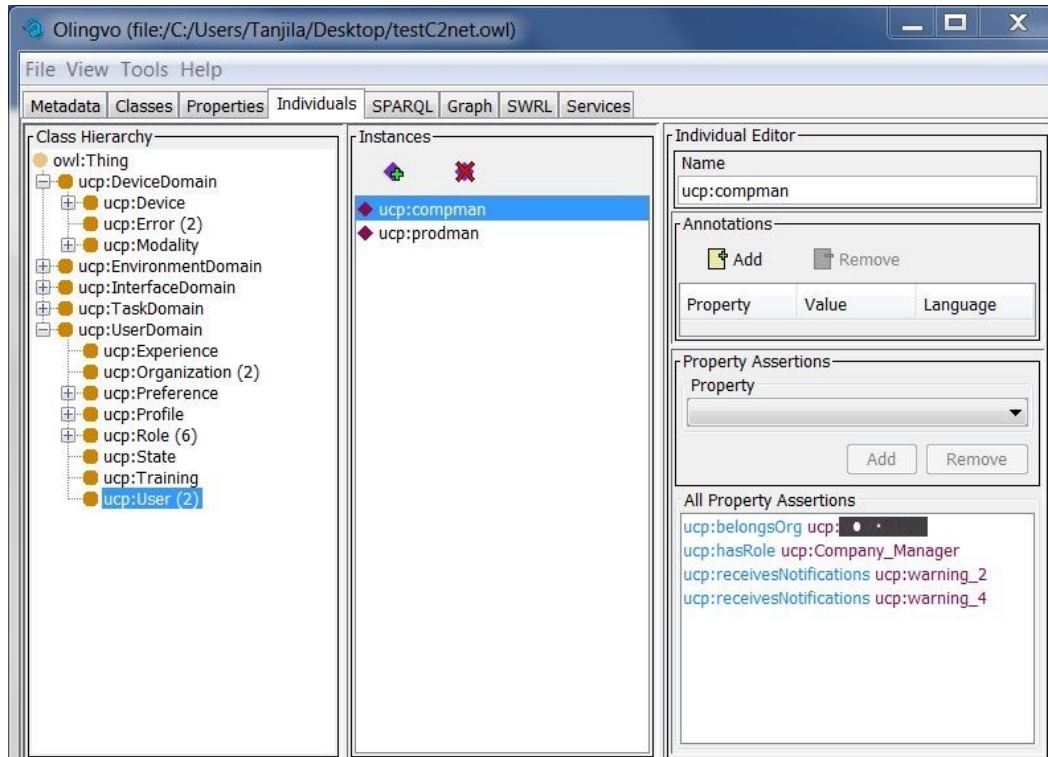 Olingvo (file:/C:/Users/Tanjila/Desktop/testC2net.owl)
File View Tools Help
Metadata Classes Properties Individuals SPARQL Graph SWRL Services
Class Hierarchy
owl:Thing
ucp:DeviceDomain
ucp:Device
ucp:Error (2)
ucp:Modality
ucp:EnvironmentDomain
ucp:InterfaceDomain
ucp:TaskDomain
ucp:UserDomain
ucp:Experience
ucp:Organization (2)
ucp:Preference
ucp:Profile
ucp:Role (6)
ucp:State
ucp:Training
ucp:User (2)
Instances
ucp:compman
ucp:prodman
Individual Editor
Name
ucp:compman
Annotations
Add Remove
Property Value Language
Property Assertions
Property
Add Remove
All Property Assertions
ucp:belongsOrg ucp:
ucp:hasRole ucp:Company_Manager
ucp:receivesNotifications ucp:warning_2
ucp:receivesNotifications ucp:warning_4